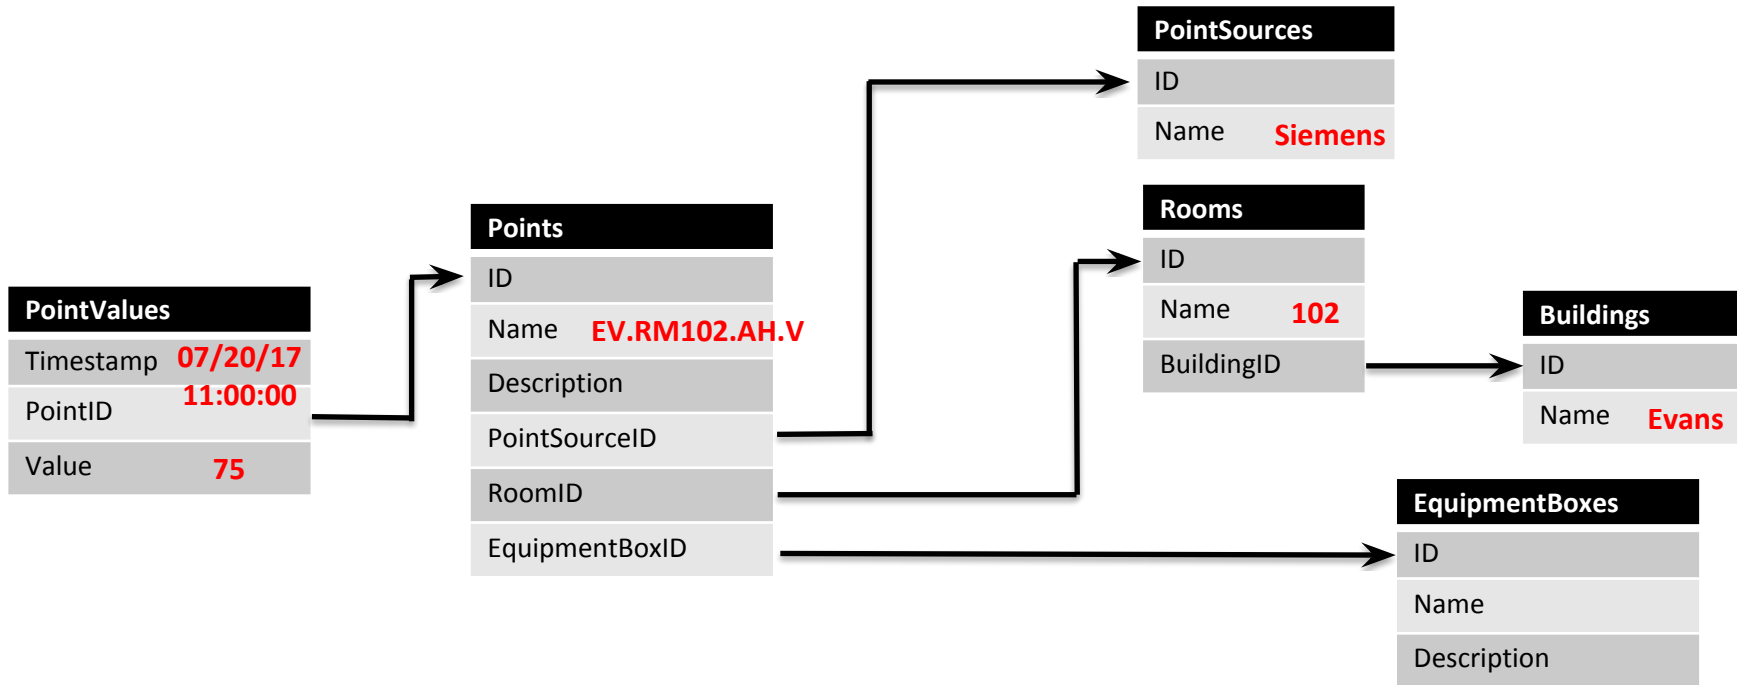 PointSources
ID
Name Siemens
Rooms
ID
Name 102
BuildingID
Buildings
ID
Name Evans
Points
ID
Name EV.RM102.AH.V
Description
PointSourceID
RoomID
EquipmentBoxID
PointValues
Timestamp 07/20/17
11:00:00
PointID
Value 75
EquipmentBoxes
ID
Name
Description